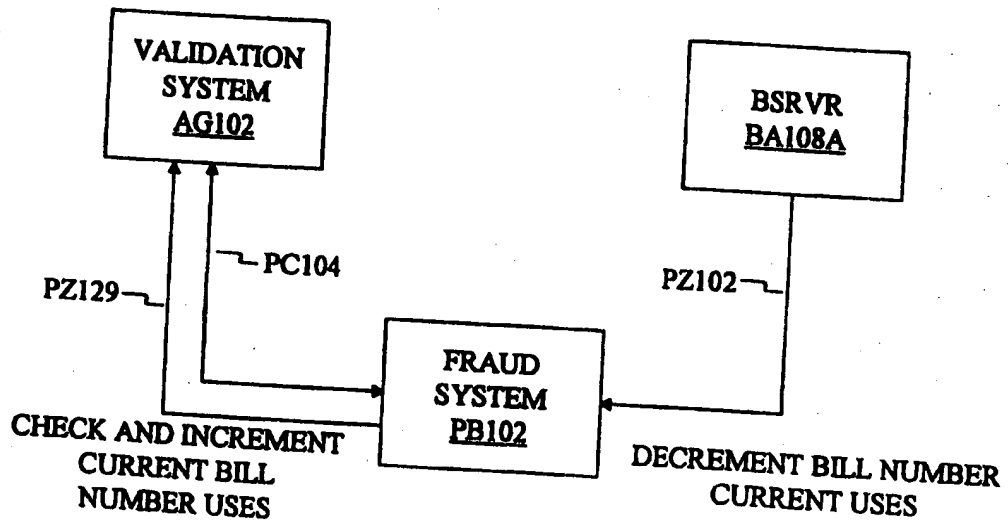 VALIDATION
SYSTEM
AG102
BSRVR
BA108A
PC104
PZ129
PZ102
FRAUD
SYSTEM
PB102
CHECK AND INCREMENT
CURRENT BILL
NUMBER USES
DECREMENT BILL NUMBER
CURRENT USES